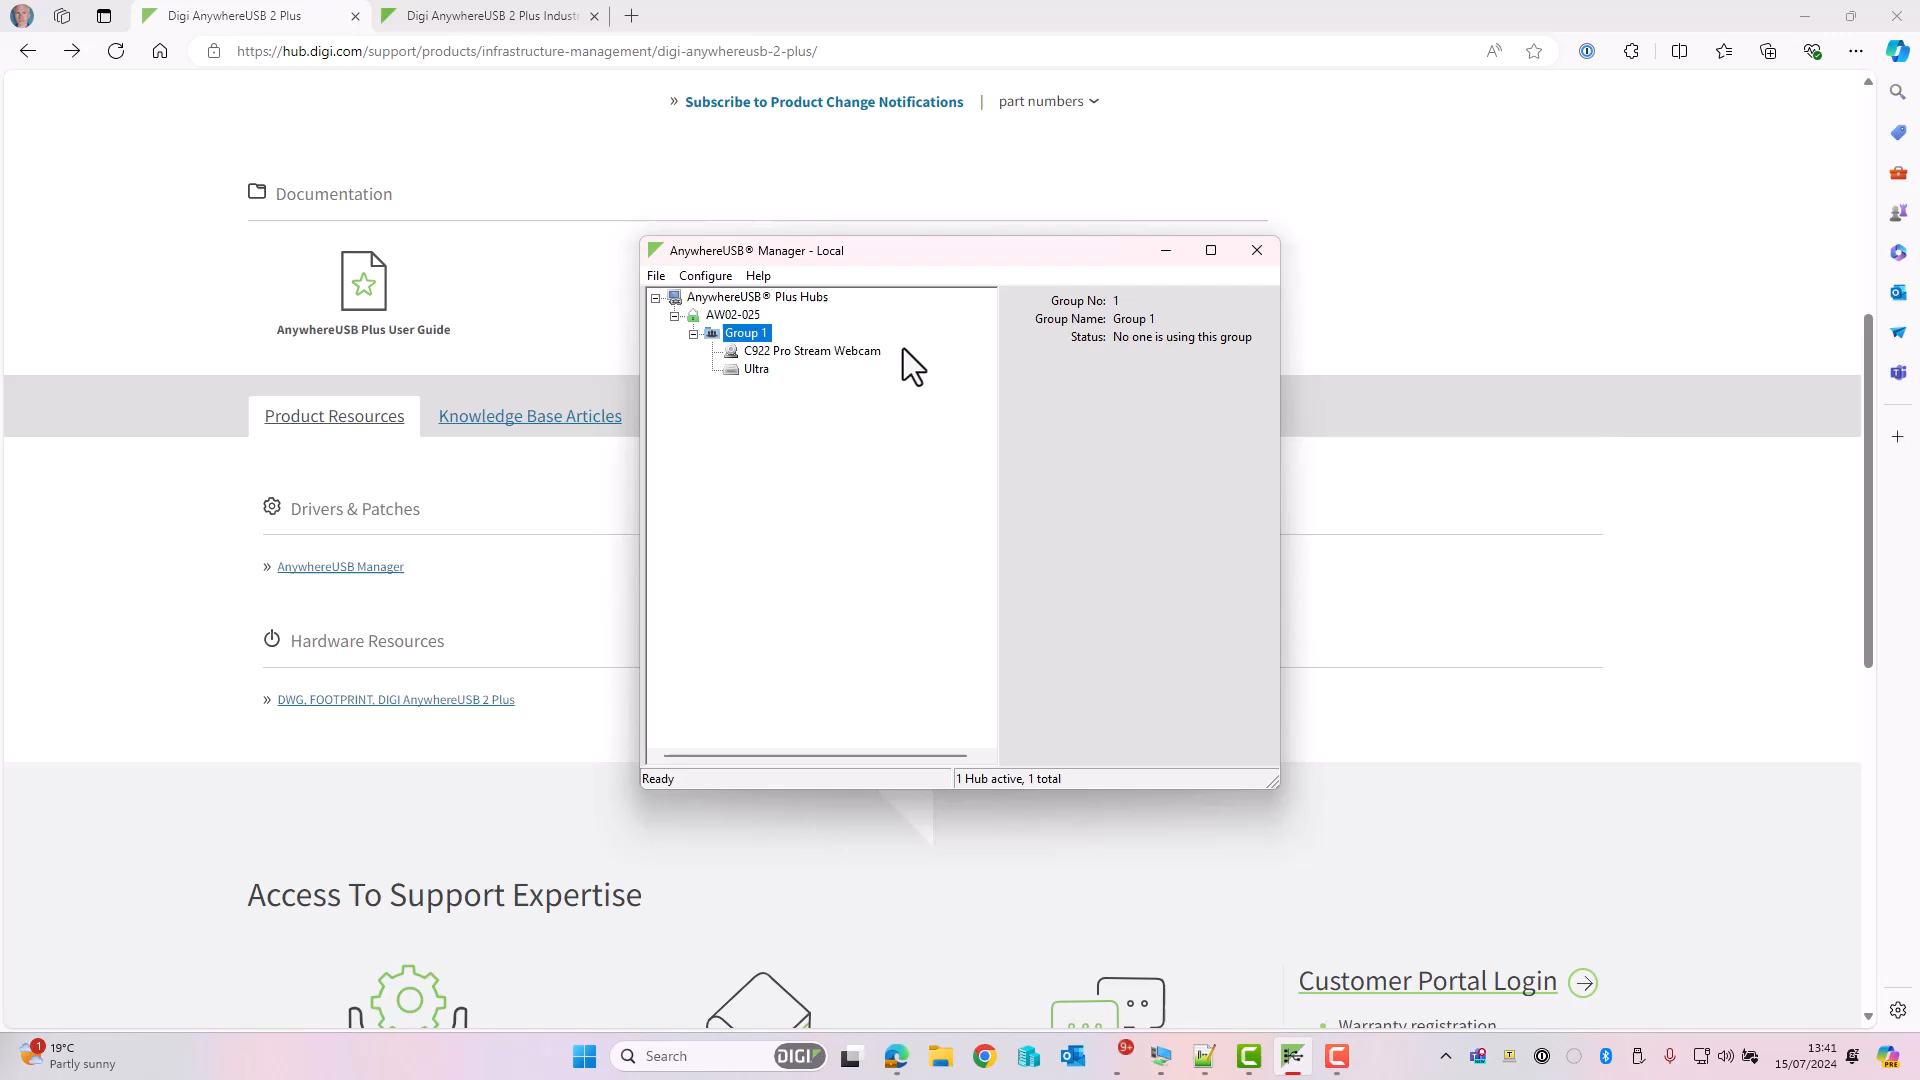 Digi AnywhereUSB 2 Plus
Digi AnywhereUSB 2 Plus Indust
https://hub.digi.com/support/products/infrastructure-management/digi-anywhereusb-2-plus/
» Subscribe to Product Change Notifications | part numbers
Documentation
AnywhereUSB Plus User Guide
AnywhereUSB® Manager - Local
File Configure Help
AnywhereUSB® Plus Hubs
AW02-025
Group 1
C922 Pro Stream Webcam
Ultra
Group No: 1
Group Name: Group 1
Status: No one is using this group
Ready
1 Hub active, 1 total
Product Resources
Knowledge Base Articles
Drivers & Patches
» AnywhereUSB Manager
Hardware Resources
» DWG, FOOTPRINT, DIGI AnywhereUSB 2 Plus
Access To Support Expertise
Customer Portal Login
Warranty registration
1
19°C
Partly sunny
Search
DIGI
9+
13:41
15/07/2024
PRE